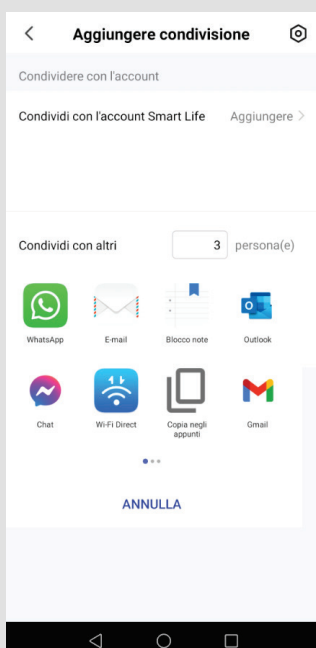 Aggiungere condivisione
Condividere con l'account
Condividi con l'account Smart Life Aggiungere >
Condividi con altri 3 persona(e)
WhatsApp E-mail Blocco note Outlook
Chat Wi-Fi Direct Copia negli appunti Gmail
ANNULLA